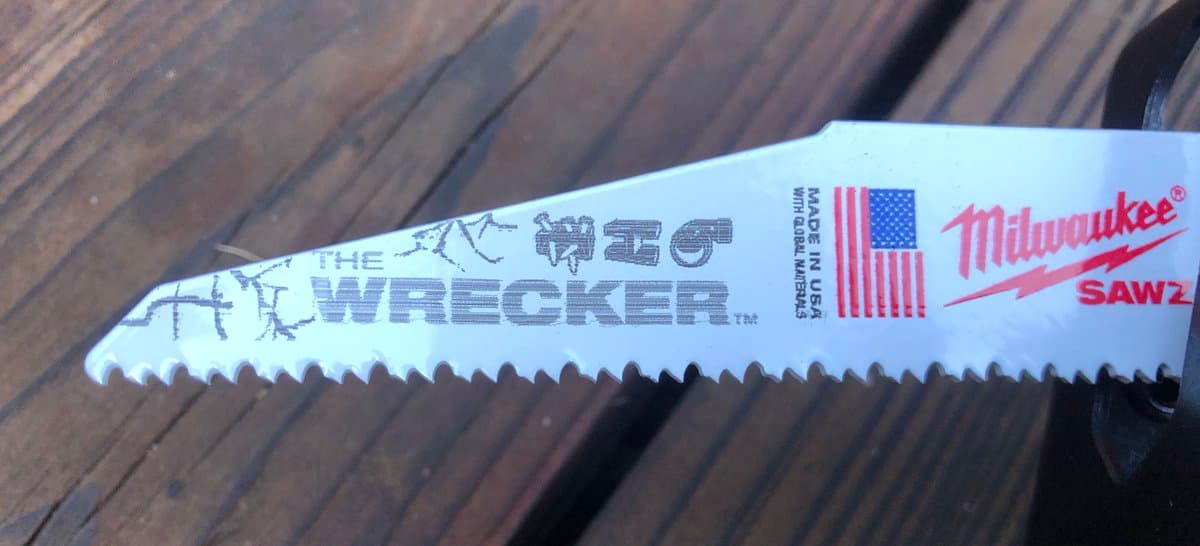 THE
WRECKER™
MADE IN USA
WITH GLOBAL MATERIALS
Milwaukee®
SAWZ